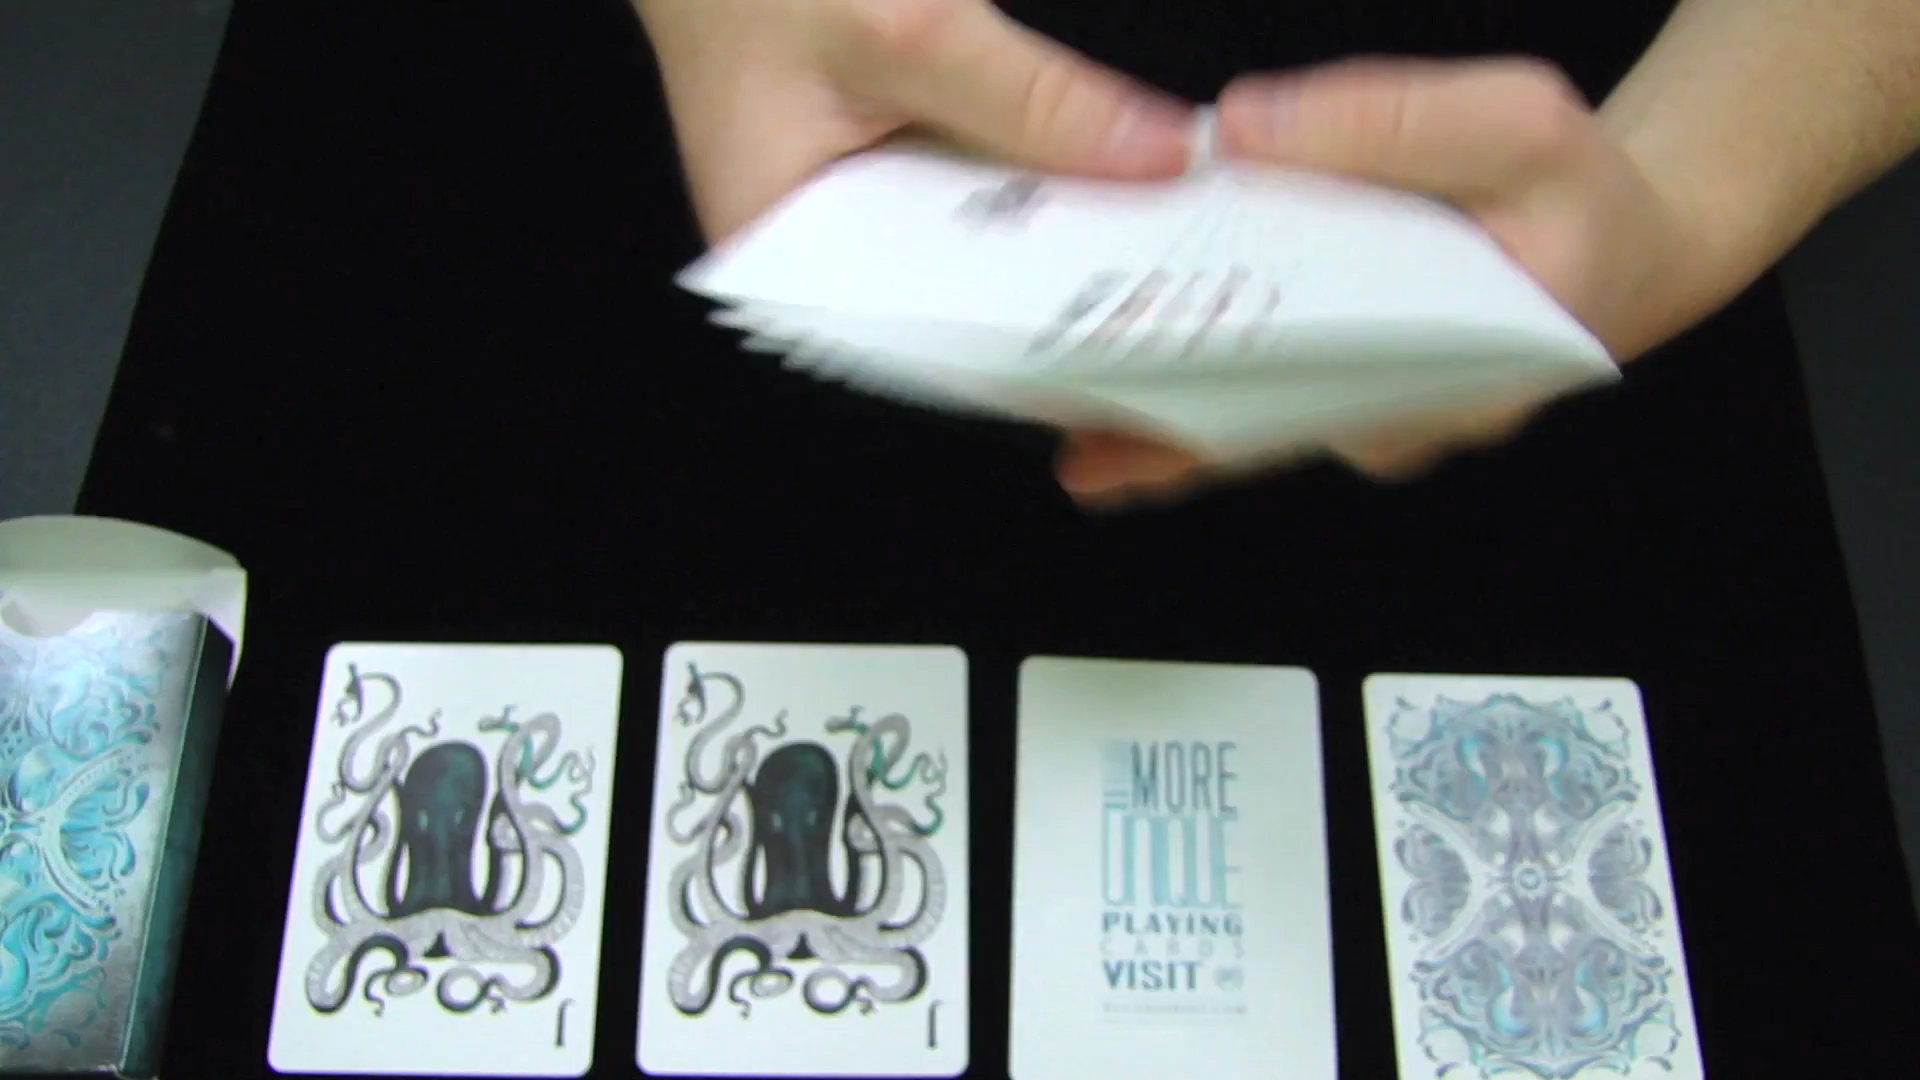 J
J
MORE
UNIQUE
PLAYING
CARDS
VISIT